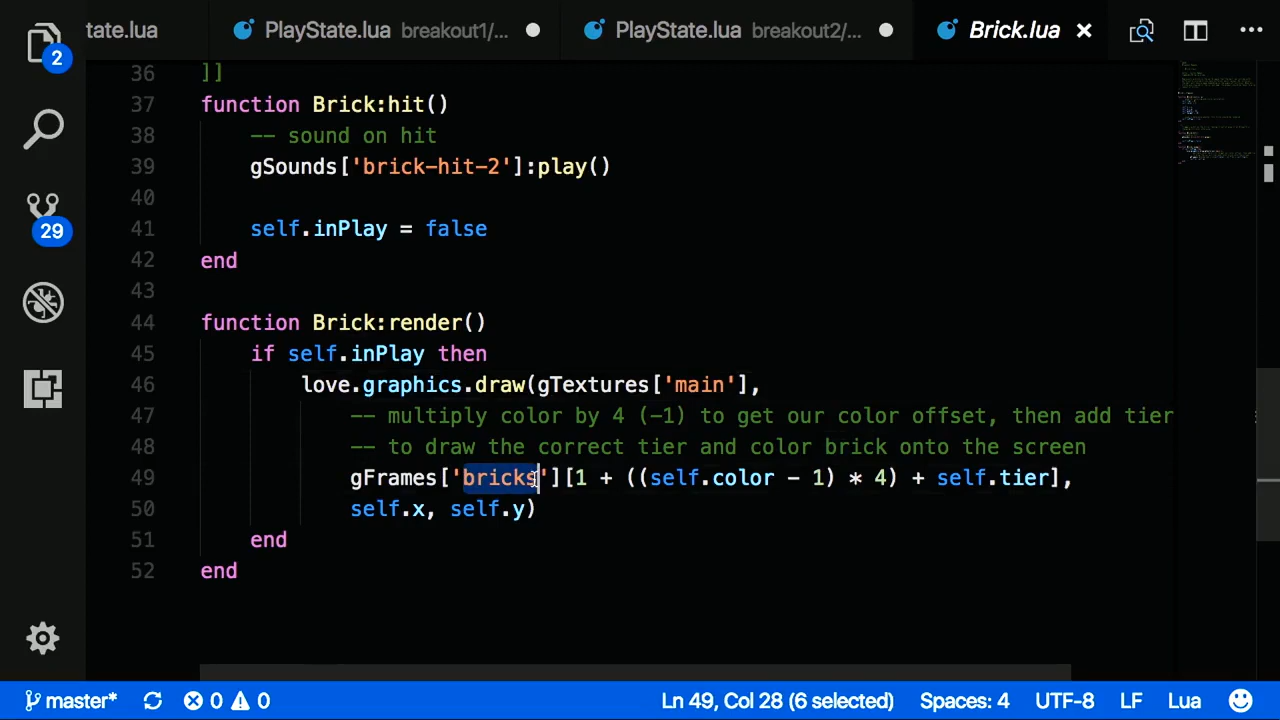 tate.lua PlayState.lua breakout1/... PlayState.lua breakout2/... Brick.lua
2
29
36 ]]
37 function Brick:hit()
38 -- sound on hit
39 gSounds['brick-hit-2']:play()
40
41 self.inPlay = false
42 end
43
44 function Brick:render()
45 if self.inPlay then
46 love.graphics.draw(gTextures['main'],
47 -- multiply color by 4 (-1) to get our color offset, then add tier
48 -- to draw the correct tier and color brick onto the screen
49 gFrames['bricks'][1 + ((self.color - 1) * 4) + self.tier],
50 self.x, self.y)
51 end
52 end
master* 0 0 Ln 49, Col 28 (6 selected) Spaces: 4 UTF-8 LF Lua